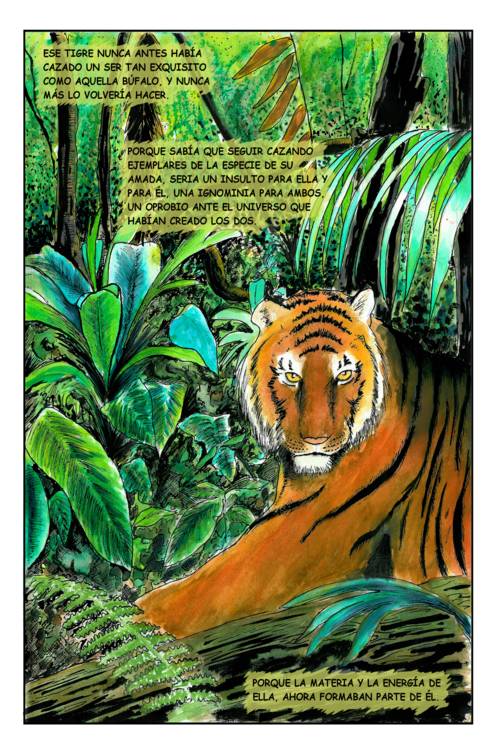 ESE TIGRE NUNCA ANTES HABÍA
CAZADO UN SER TAN EXQUISITO
COMO AQUELLA BÚFALO, Y NUNCA
MÁS LO VOLVERÍA HACER.
PORQUE SABÍA QUE SEGUIR CAZANDO
EJEMPLARES DE LA ESPECIE DE SU
AMADA, SERIA UN INSULTO PARA ELLA Y
PARA ÉL, UNA IGNOMINIA PARA AMBOS,
UN OPROBIO ANTE EL UNIVERSO QUE
HABÍAN CREADO LOS DOS.
PORQUE LA MATERIA Y LA ENERGÍA DE
ELLA, AHORA FORMABAN PARTE DE ÉL.